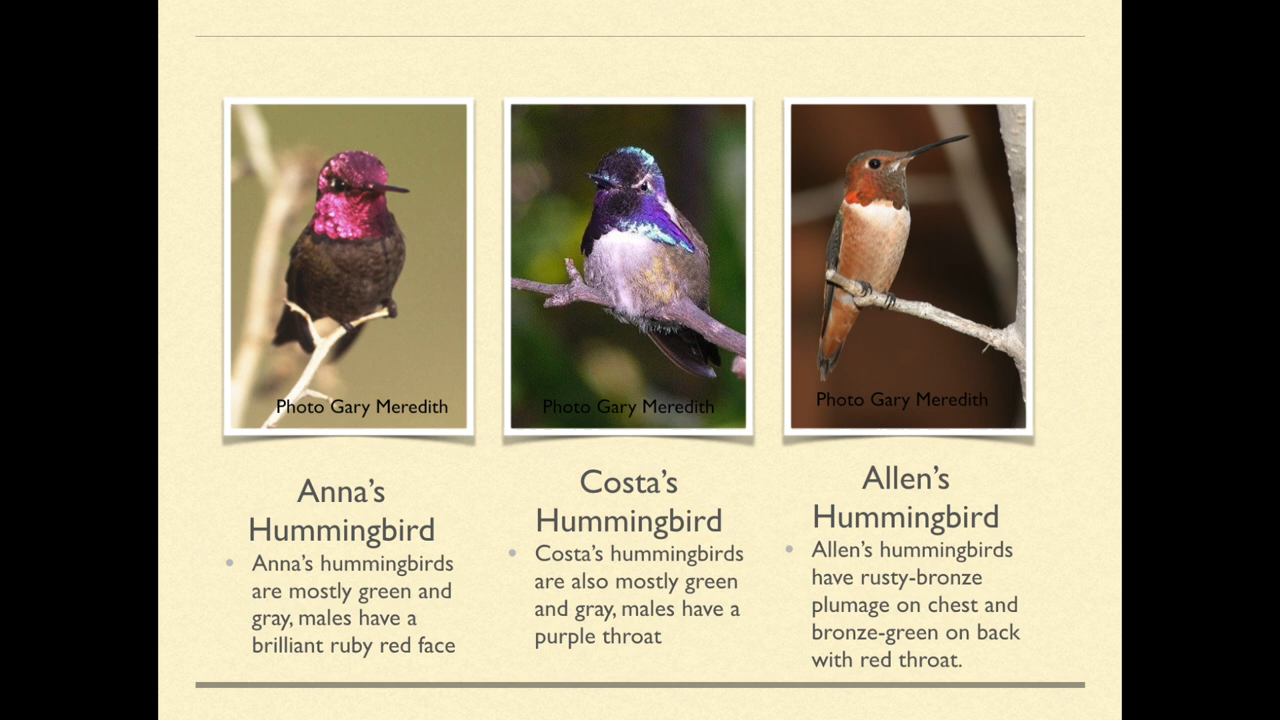 Photo Gary Meredith
Anna's
Hummingbird
• Anna's hummingbirds
are mostly green and
gray, males have a
brilliant ruby red face
Photo Gary Meredith
Costa's
Hummingbird
• Costa's hummingbirds
are also mostly green
and gray, males have a
purple throat
Photo Gary Meredith
Allen's
Hummingbird
• Allen's hummingbirds
have rusty-bronze
plumage on chest and
bronze-green on back
with red throat.